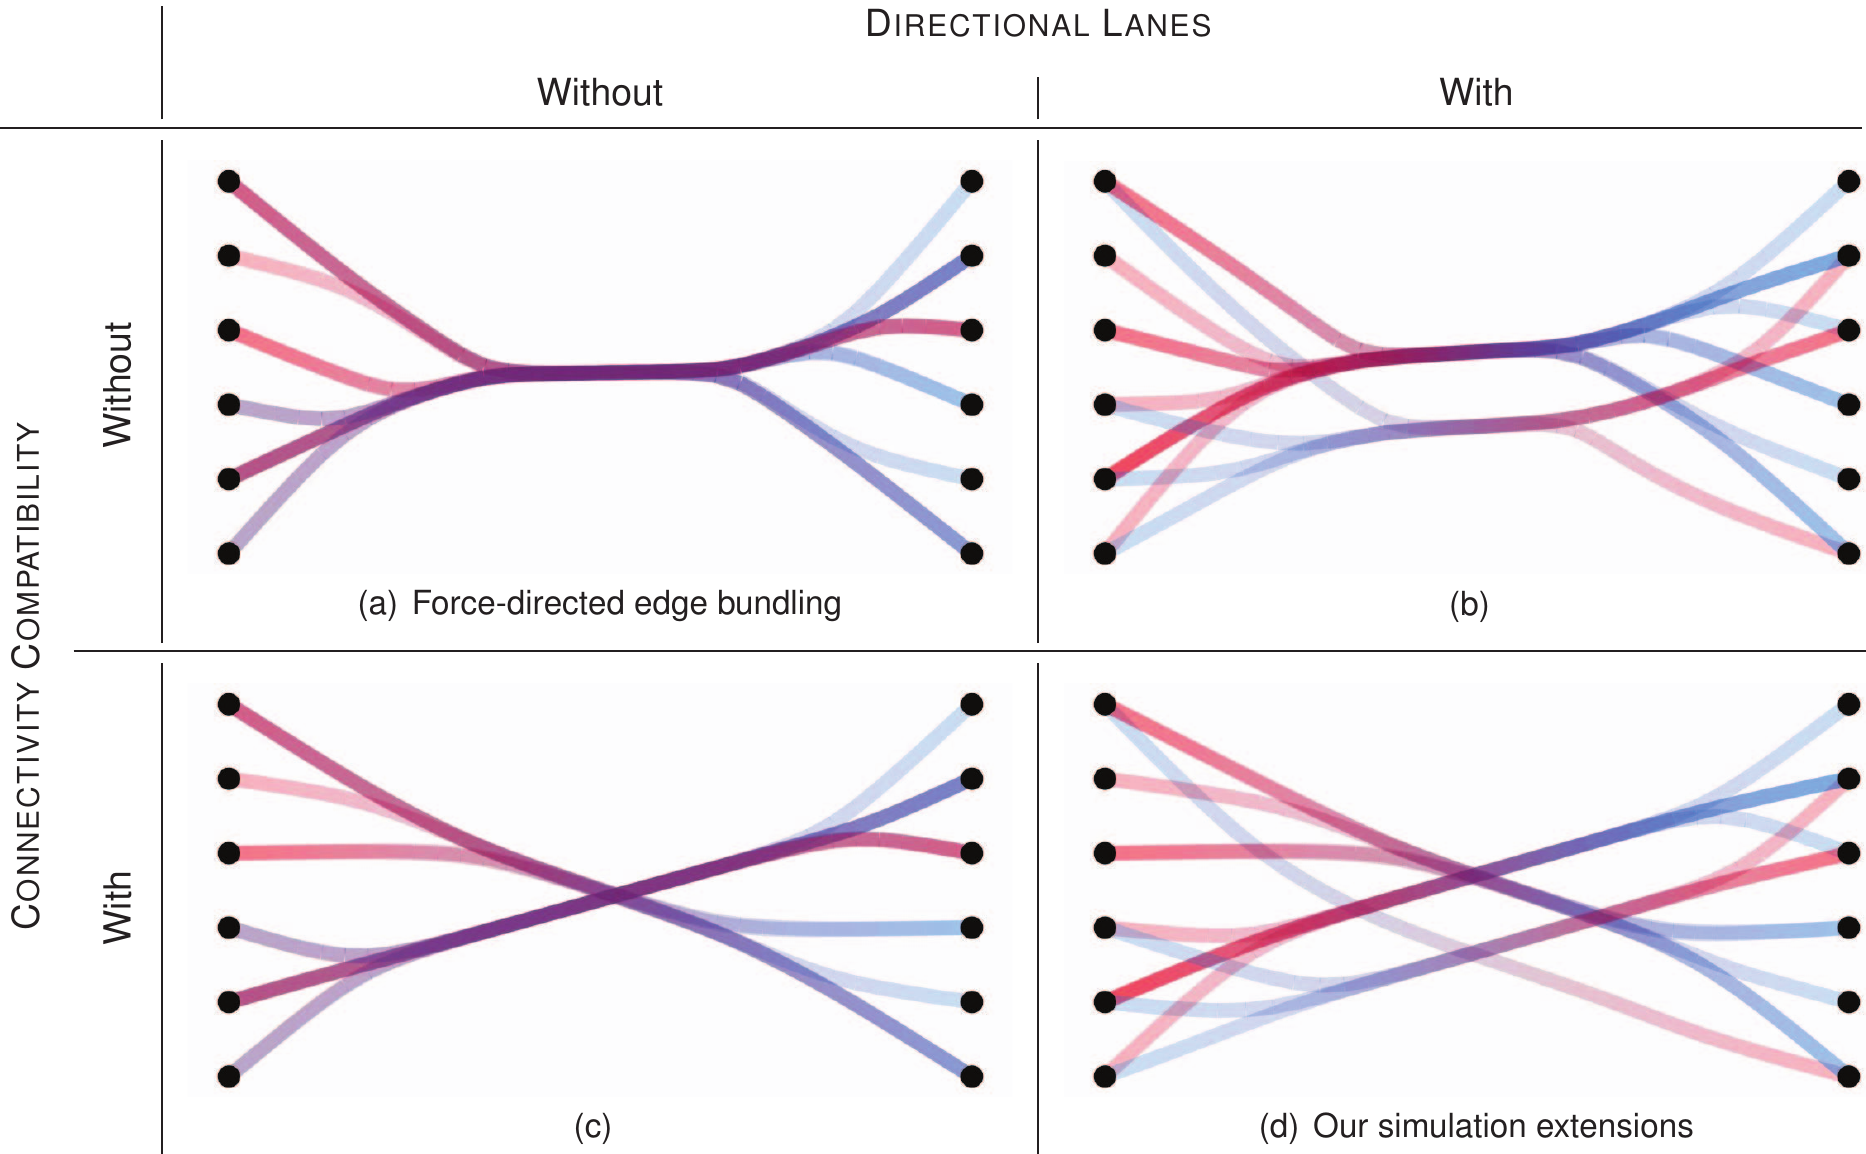 DIRECTIONAL LANES
Without
With
CONNECTIVITY COMPATIBILITY
Without
(a) Force-directed edge bundling
(b)
With
(c)
(d) Our simulation extensions